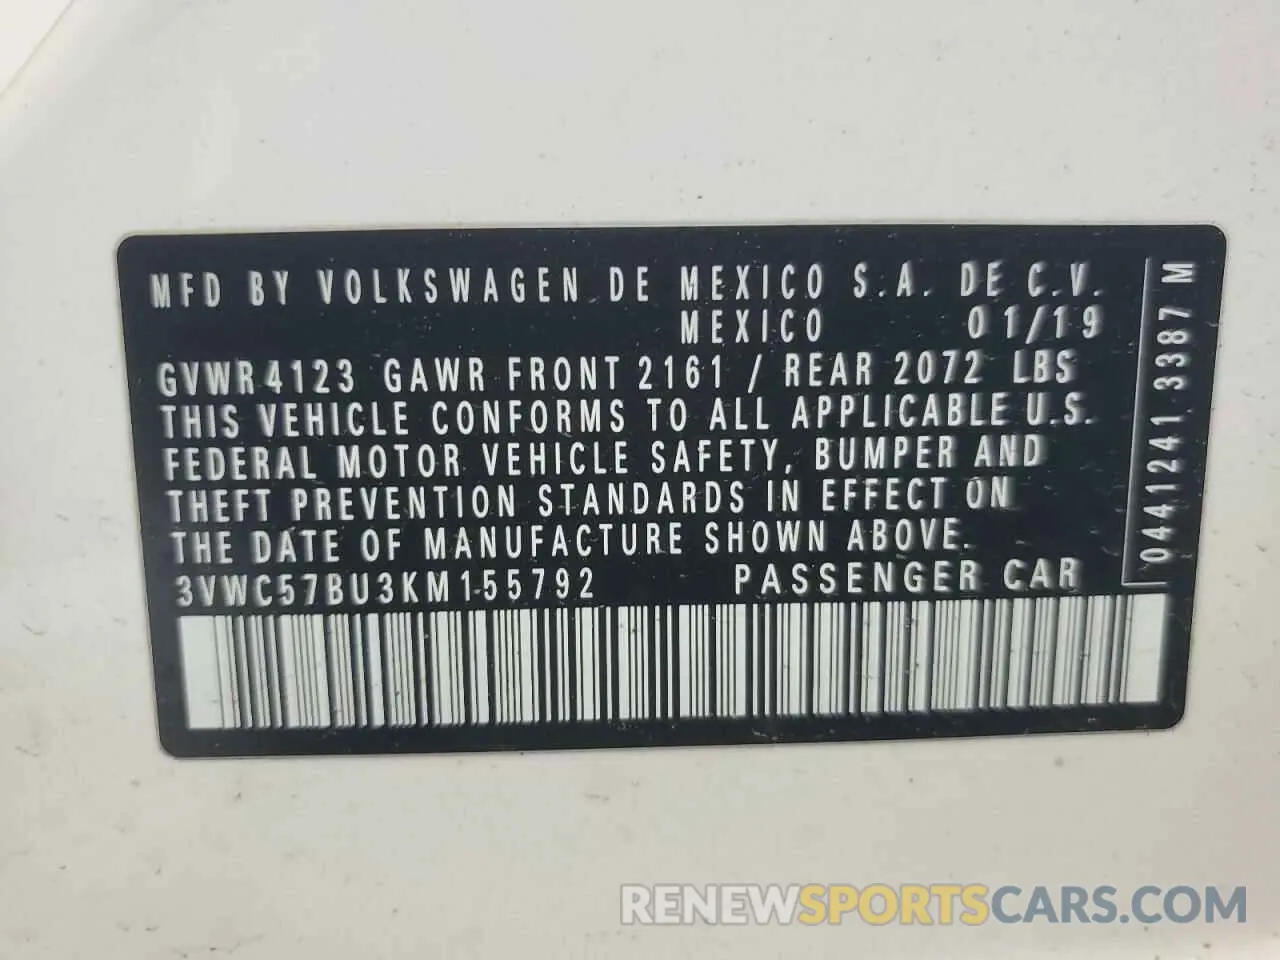 MFD BY VOLKSWAGEN DE MEXICO S.A. DE C.V.
MEXICO 01/19
GVWR 4123 GAWR FRONT 2161 / REAR 2072 LBS
THIS VEHICLE CONFORMS TO ALL APPLICABLE U.S.
FEDERAL MOTOR VEHICLE SAFETY, BUMPER AND
THEFT PREVENTION STANDARDS IN EFFECT ON
THE DATE OF MANUFACTURE SHOWN ABOVE.
3VWC57BU3KM155792 PASSENGER CAR
0441241.3387 M
RENEWSPORTSCARS.COM